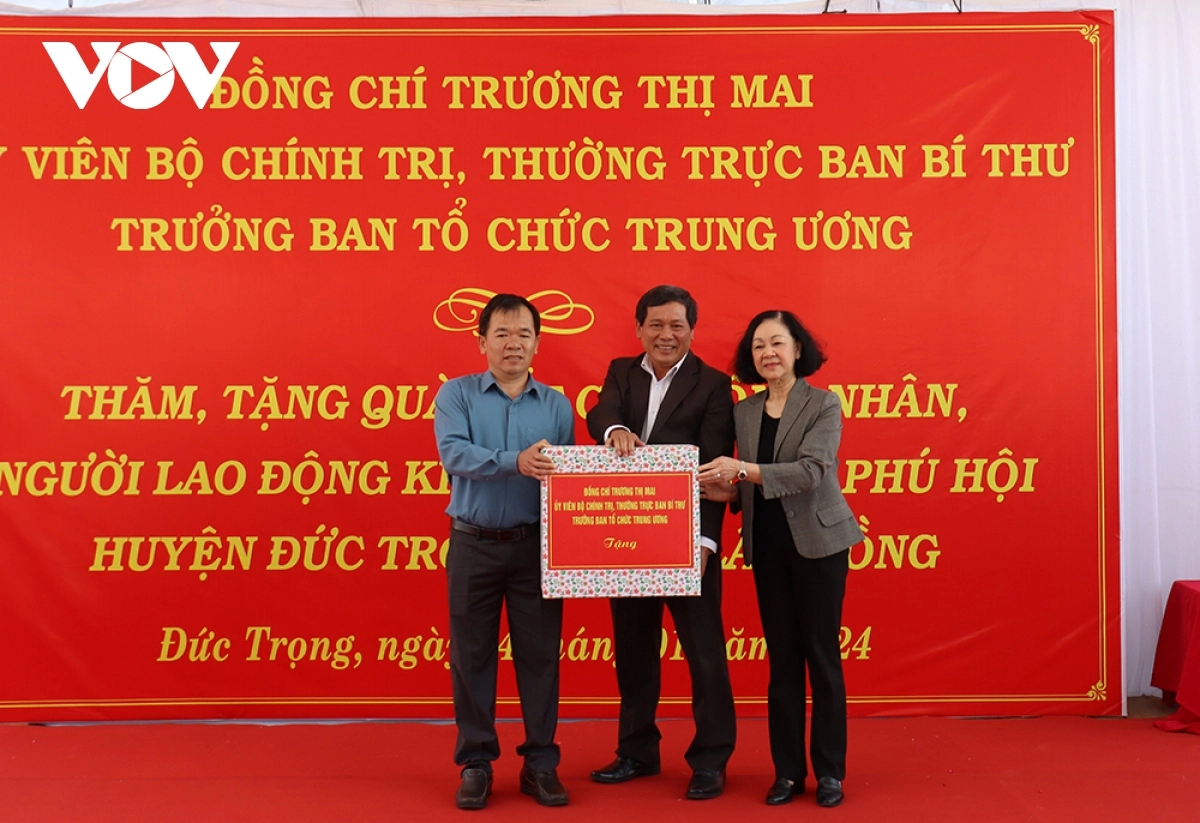 VOV
ĐỒNG CHÍ TRƯƠNG THỊ MAI
VIÊN BỘ CHÍNH TRỊ, THƯỜNG TRỰC BAN BÍ THƯ
TRƯỞNG BAN TỔ CHỨC TRUNG ƯƠNG
THĂM, TẶNG QUÀ NHÂN,
NGƯỜI LAO ĐỘNG PHÚ HỘI
HUYỆN ĐỨC
Đức Trọng, ngày
ĐỒNG CHÍ TRƯƠNG THỊ MAI
ỦY VIÊN BỘ CHÍNH TRỊ, THƯỜNG TRỰC BAN BÍ THƯ
TRƯỞNG BAN TỔ CHỨC TRUNG ƯƠNG
Tặng